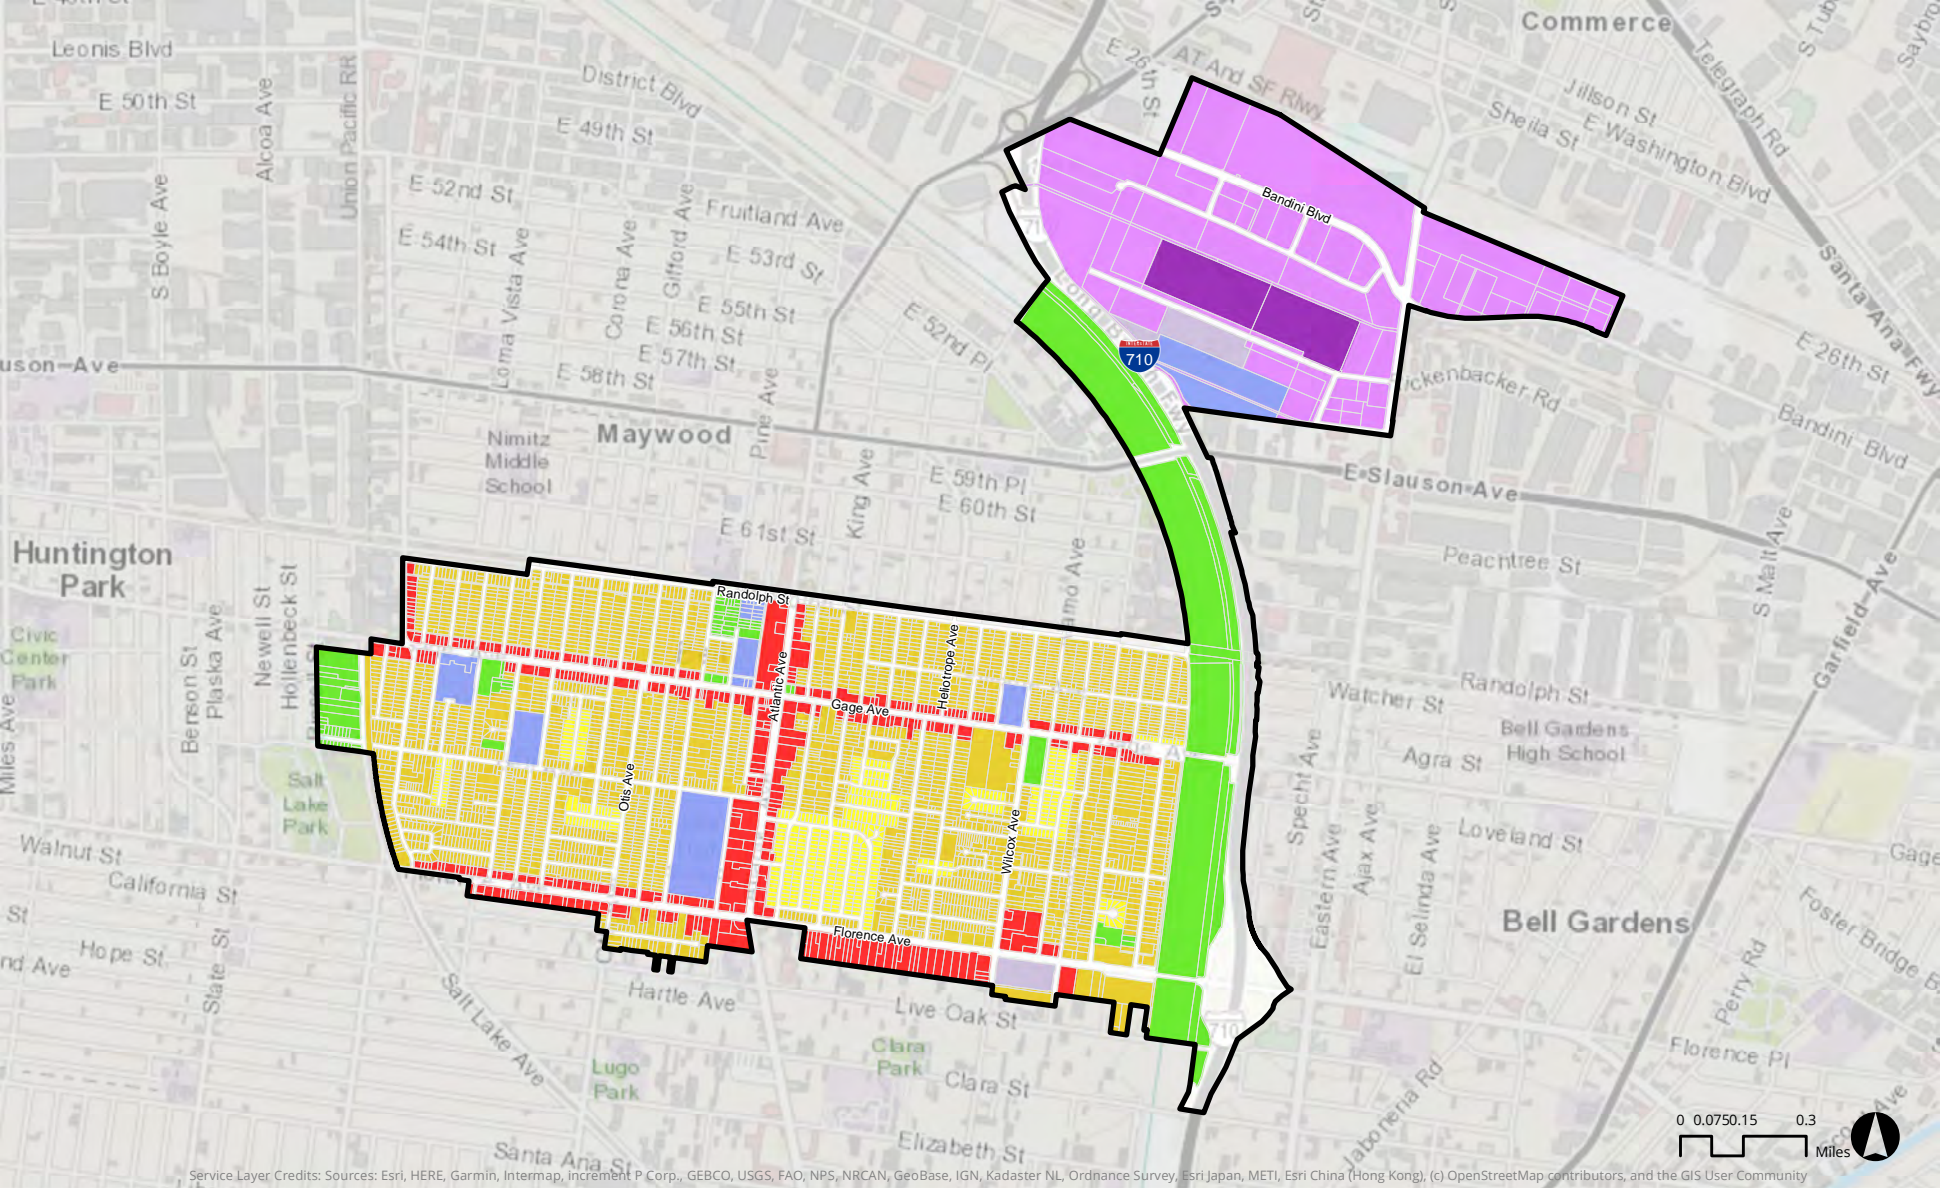 Commerce
Leonis Blvd
E 50th St
Alcoa Ave
Union Pacific RR
District Blvd
E 49th St
E 26th St
AT And SF Rlwy
Telegraph Rd
Jillson St
Sheila St
E Washington Blvd
S Boyle Ave
E 52nd St
E 54th St
Loma Vista Ave
Corona Ave
Gifford Ave
Fruitland Ave
E 53rd St
E 55th St
E 56th St
E 57th St
E 58th St
E 52nd Pl
Bandini Blvd
Santa Ana Fwy
E 26th St
Bandini Blvd
INTERSTATE
710
Maywood
Pine Ave
Nimitz
Middle
School
King Ave
E 59th Pl
E 60th St
E 61st St
E Slauson Ave
S Malt Ave
Garfield Ave
Peachtree St
Huntington
Park
Civic
Center
Park
Miles Ave
Benson St
Plaska Ave
Newell St
Hollenbeck St
Randolph St
Atlantic Ave
Gage Ave
Heliotrope Ave
Otis Ave
Wilcox Ave
Florence Ave
Watcher St
Randolph St
Bell Gardens
High School
Agra St
Loveland St
Specht Ave
Eastern Ave
Ajax Ave
El Selinda Ave
Bell Gardens
Salt
Lake
Park
Walnut St
California St
Hope St
State St
Salt Lake Ave
Hartle Ave
Live Oak St
Lugo
Park
Clara
Park
Clara St
Elizabeth St
Santa Ana St
710
Perry Rd
Florence Pl
Jaboneria Rd
0 0.075 0.15 0.3
Miles
Service Layer Credits: Sources: Esri, HERE, Garmin, Intermap, increment P Corp., GEBCO, USGS, FAO, NPS, NRCAN, GeoBase, IGN, Kadaster NL, Ordnance Survey, Esri Japan, METI, Esri China (Hong Kong), (c) OpenStreetMap contributors, and the GIS User Community